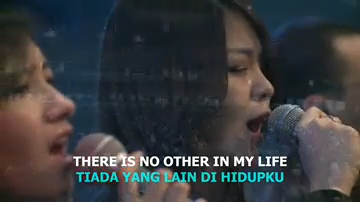 THERE IS NO OTHER IN MY LIFE
TIADA YANG LAIN DI HIDUPKU